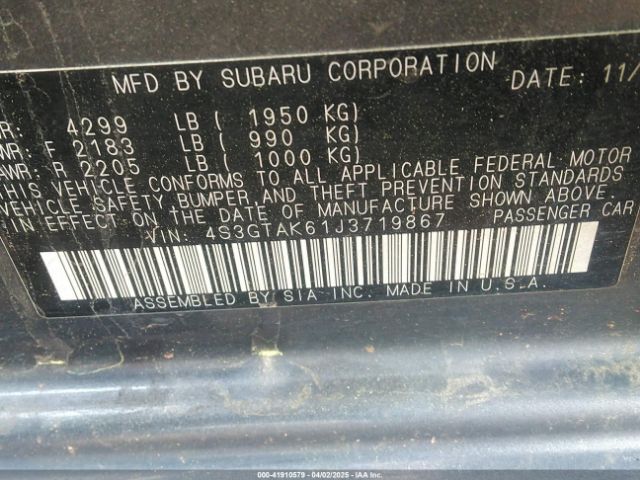 MFD BY SUBARU CORPORATION DATE: 11/
R: 4299 LB ( 1950 KG)
WR: F 2183 LB ( 990 KG)
WR: R 2205 LB ( 1000 KG)
THIS VEHICLE CONFORMS TO ALL APPLICABLE FEDERAL MOTOR
VEHICLE SAFETY BUMPER,AND THEFT PREVENTION STANDARDS
IN EFFECT ON THE DATE OF MANUFACTURE SHOWN ABOVE
VIN: 4S3GTAK61J3719867 PASSENGER CAR
ASSEMBLED BY SIA INC. MADE IN U.S.A.
000-41910579 - 04/02/2025 - IAA